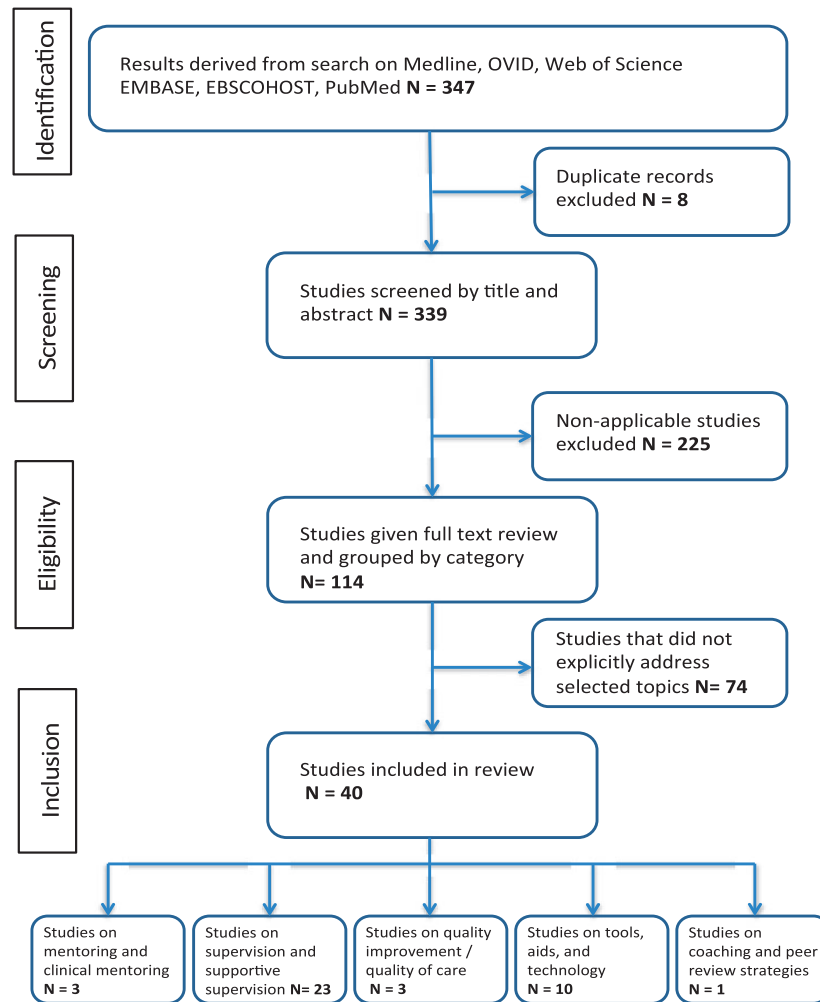 Identification
Results derived from search on Medline, OVID, Web of Science
EMBASE, EBSCOHOST, PubMed N = 347
Duplicate records
excluded N = 8
Screening
Studies screened by title and
abstract N = 339
Non-applicable studies
excluded N = 225
Eligibility
Studies given full text review
and grouped by category
N= 114
Studies that did not
explicitly address
selected topics N= 74
Inclusion
Studies included in review
N = 40
Studies on
mentoring and
clinical mentoring
N = 3
Studies on
supervision and
supportive
supervision N= 23
Studies on quality
improvement /
quality of care
N = 3
Studies on tools,
aids, and
technology
N = 10
Studies on
coaching and peer
review strategies
N = 1